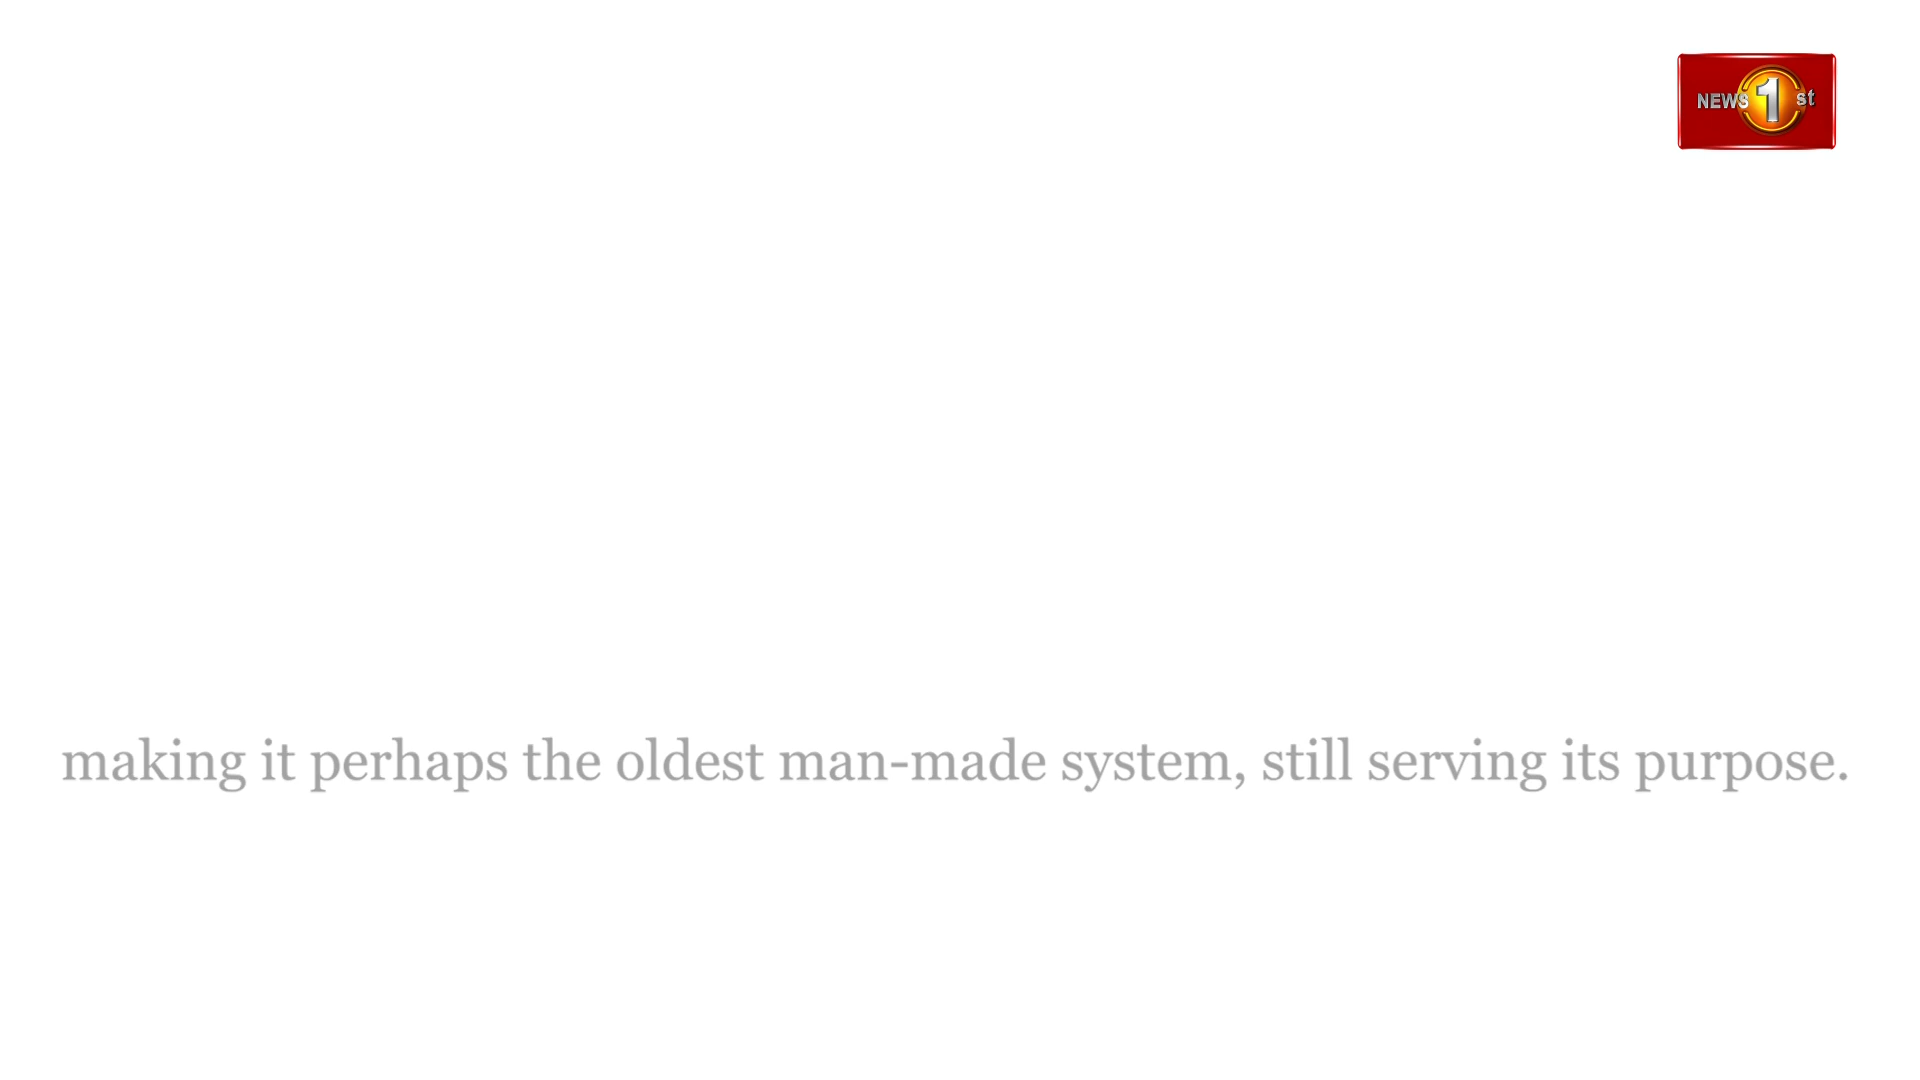 NEWS 1st
making it perhaps the oldest man-made system, still serving its purpose.